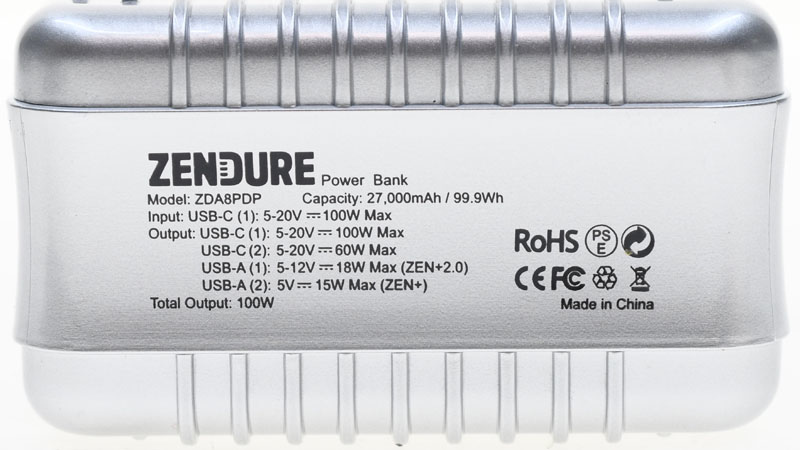 ZENDURE Power Bank
Model: ZDA8PDP Capacity: 27,000mAh / 99.9Wh
Input: USB-C (1): 5-20V ⎓ 100W Max
Output: USB-C (1): 5-20V ⎓ 100W Max
USB-C (2): 5-20V ⎓ 60W Max
USB-A (1): 5-12V ⎓ 18W Max (ZEN+2.0)
USB-A (2): 5V ⎓ 15W Max (ZEN+)
Total Output: 100W
RoHS PS E
CE FC
Made in China